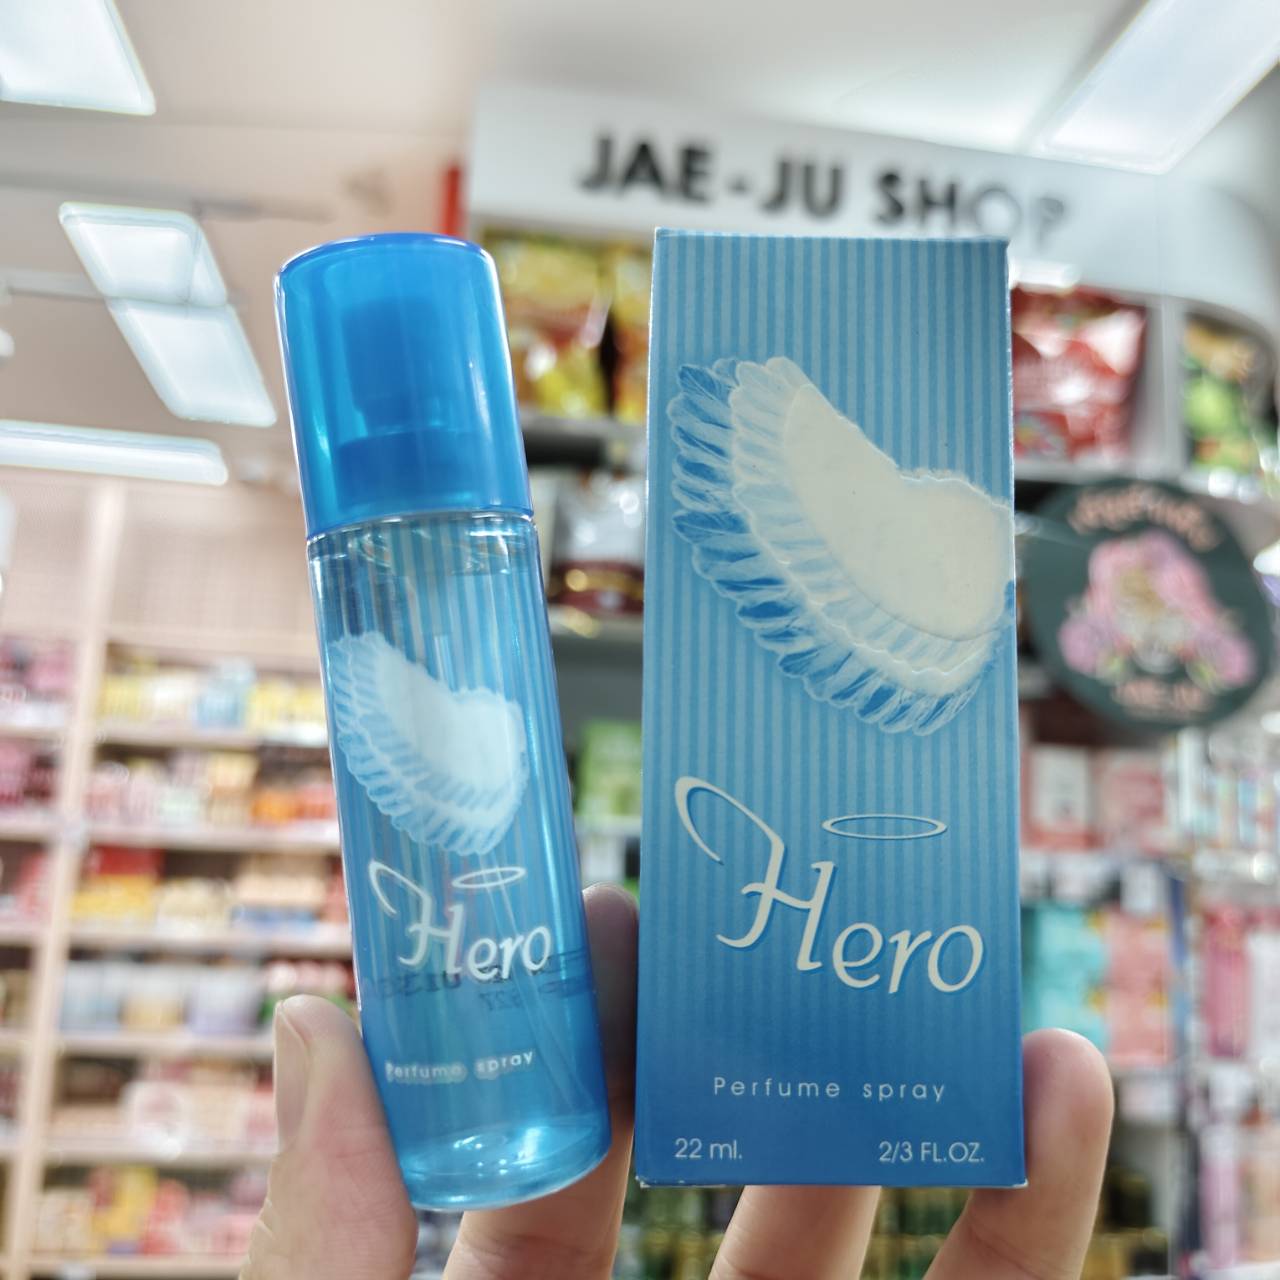 JAE-JU SHOP
Hero
Perfume spray
Hero
Perfume spray
22 ml.
2/3 FL.OZ.